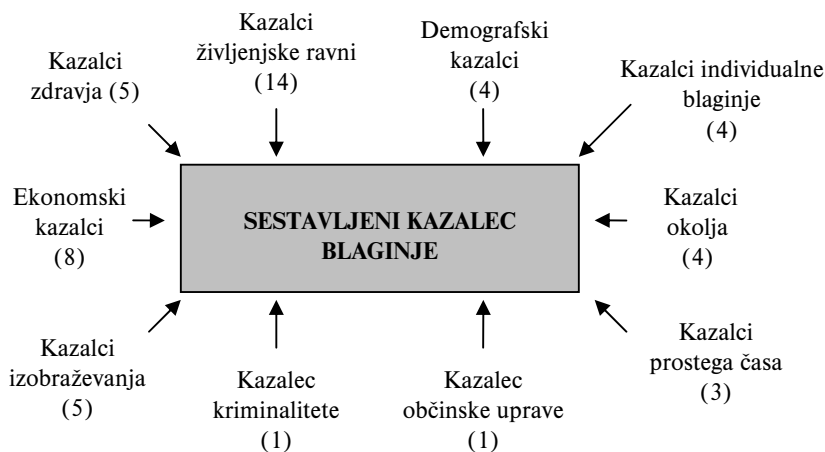 Kazalci
zdravja (5)
Kazalci
življenjske ravni
(14)
Demografski
kazalci
(4)
Kazalci individualne
blaginje
(4)
Ekonomski
kazalci
(8)
SESTAVLJENI KAZALEC
BLAGINJE
Kazalci
okolja
(4)
Kazalci
izobraževanja
(5)
Kazalec
kriminalitete
(1)
Kazalec
občinske uprave
(1)
Kazalci
prostega časa
(3)